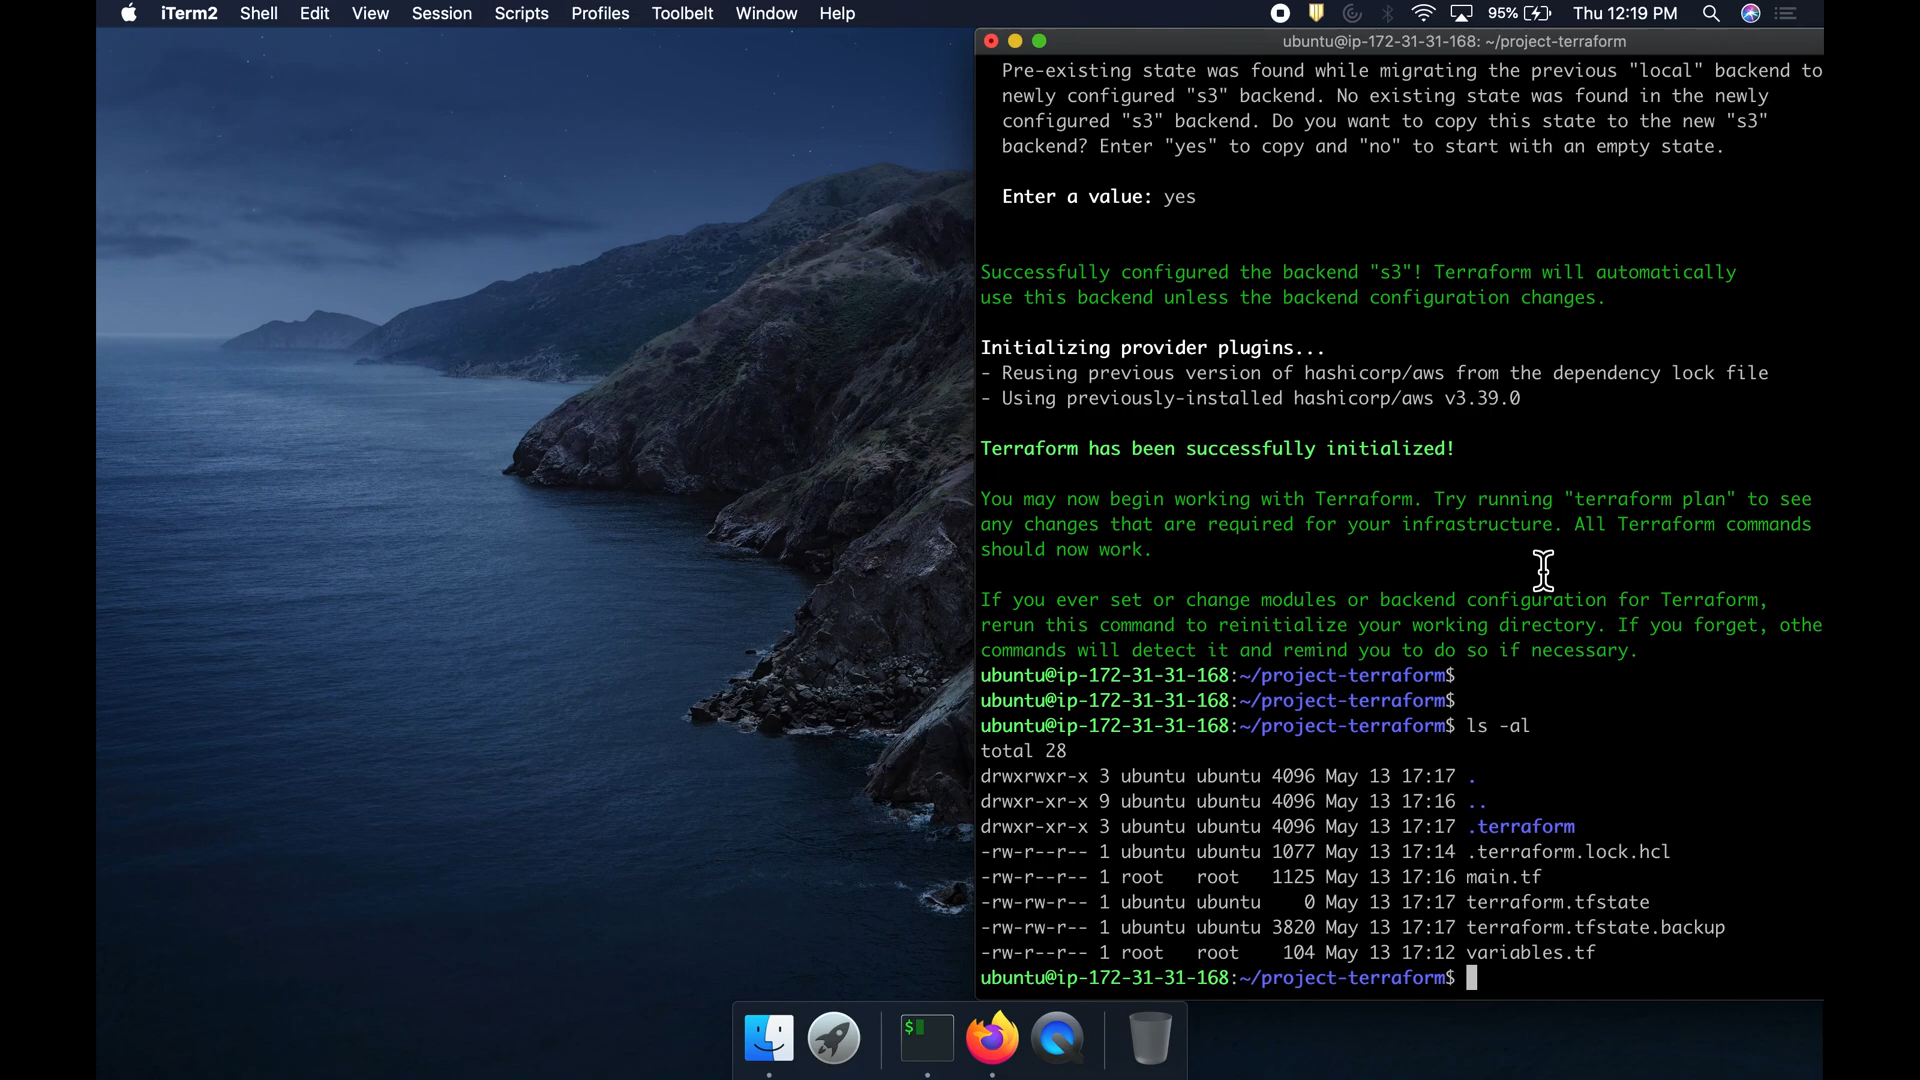 iTerm2 Shell Edit View Session Scripts Profiles Toolbelt Window Help 95% Thu 12:19 PM
ubuntu@ip-172-31-31-168: ~/project-terraform
Pre-existing state was found while migrating the previous "local" backend to
newly configured "s3" backend. No existing state was found in the newly
configured "s3" backend. Do you want to copy this state to the new "s3"
backend? Enter "yes" to copy and "no" to start with an empty state.
Enter a value: yes
Successfully configured the backend "s3"! Terraform will automatically
use this backend unless the backend configuration changes.
Initializing provider plugins...
- Reusing previous version of hashicorp/aws from the dependency lock file
- Using previously-installed hashicorp/aws v3.39.0
Terraform has been successfully initialized!
You may now begin working with Terraform. Try running "terraform plan" to see
any changes that are required for your infrastructure. All Terraform commands
should now work.
If you ever set or change modules or backend configuration for Terraform,
rerun this command to reinitialize your working directory. If you forget, othe
commands will detect it and remind you to do so if necessary.
ubuntu@ip-172-31-31-168:~/project-terraform$
ubuntu@ip-172-31-31-168:~/project-terraform$
ubuntu@ip-172-31-31-168:~/project-terraform$ ls -al
total 28
drwxrwxr-x 3 ubuntu ubuntu 4096 May 13 17:17 .
drwxr-xr-x 9 ubuntu ubuntu 4096 May 13 17:16 ..
drwxr-xr-x 3 ubuntu ubuntu 4096 May 13 17:17 .terraform
-rw-r--r-- 1 ubuntu ubuntu 1077 May 13 17:14 .terraform.lock.hcl
-rw-r--r-- 1 root root 1125 May 13 17:16 main.tf
-rw-rw-r-- 1 ubuntu ubuntu 0 May 13 17:17 terraform.tfstate
-rw-rw-r-- 1 ubuntu ubuntu 3820 May 13 17:17 terraform.tfstate.backup
-rw-r--r-- 1 root root 104 May 13 17:12 variables.tf
ubuntu@ip-172-31-31-168:~/project-terraform$
$